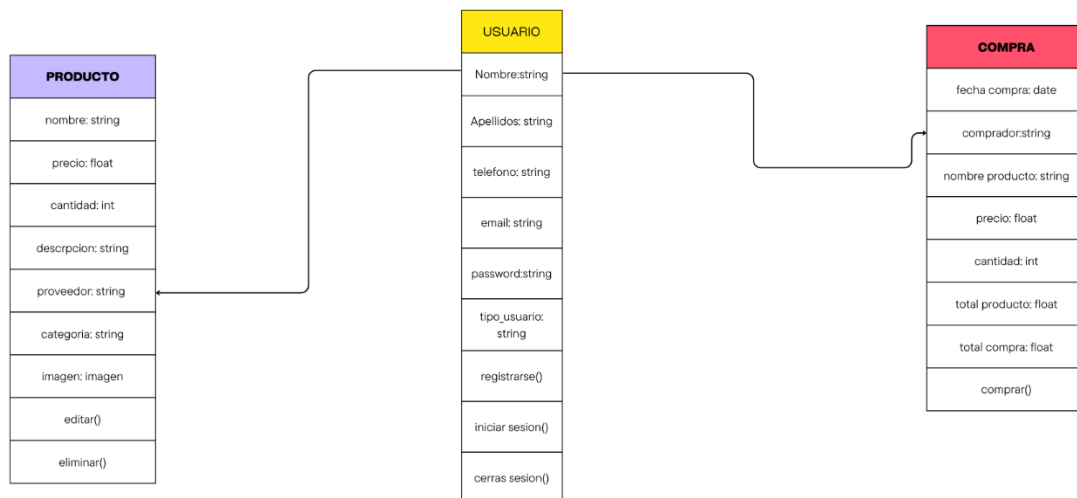 PRODUCTO
nombre: string
precio: float
cantidad: int
descrpcion: string
proveedor: string
categoria: string
imagen: imagen
editar()
eliminar()
USUARIO
Nombre:string
Apellidos: string
telefono: string
email: string
password:string
tipo_usuario:
string
registrarse()
iniciar sesion()
cerras sesion()
COMPRA
fecha compra: date
comprador:string
nombre producto: string
precio: float
cantidad: int
total producto: float
total compra: float
comprar()